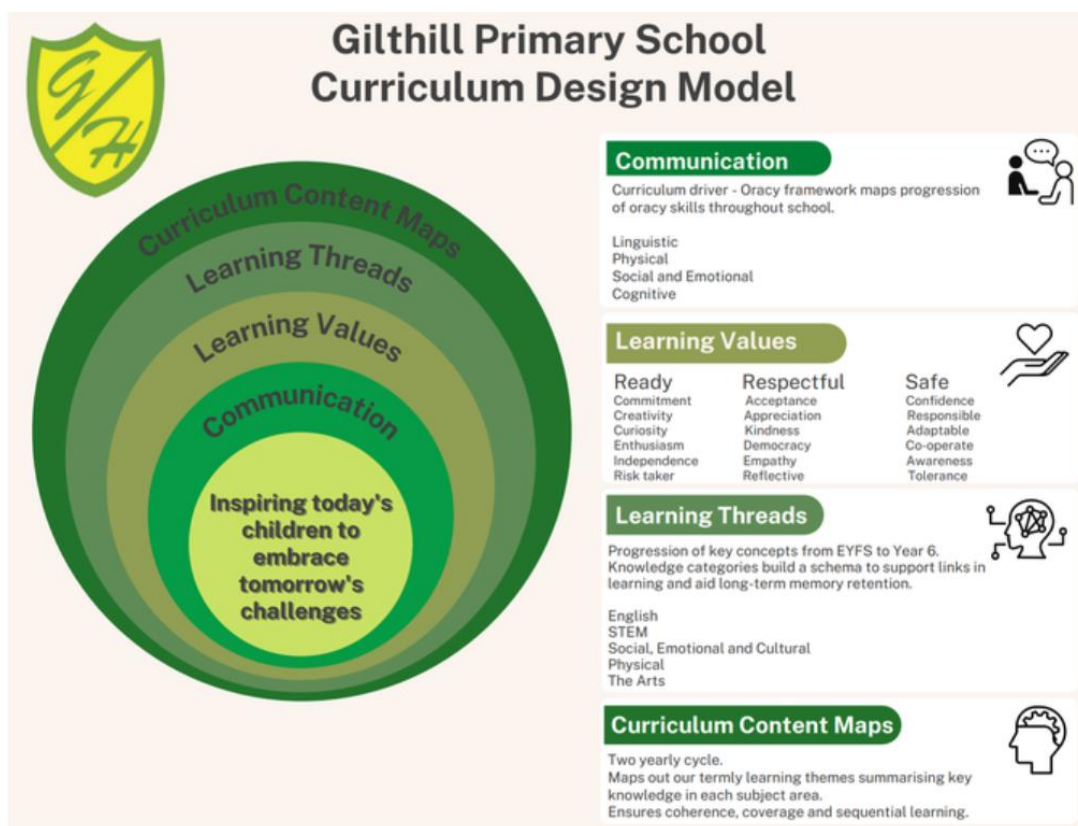 GH
Gilthill Primary School
Curriculum Design Model
Curriculum Content Maps
Learning Threads
Learning Values
Communication
Inspiring today's
children to
embrace
tomorrow's
challenges
Communication
Curriculum driver - Oracy framework maps progression
of oracy skills throughout school.
Linguistic
Physical
Social and Emotional
Cognitive
Learning Values
Ready Respectful Safe
Commitment Acceptance Confidence
Creativity Appreciation Responsible
Curiosity Kindness Adaptable
Enthusiasm Democracy Co-operate
Independence Empathy Awareness
Risk taker Reflective Tolerance
Learning Threads
Progression of key concepts from EYFS to Year 6.
Knowledge categories build a schema to support links in
learning and aid long-term memory retention.
English
STEM
Social, Emotional and Cultural
Physical
The Arts
Curriculum Content Maps
Two yearly cycle.
Maps out our termly learning themes summarising key
knowledge in each subject area.
Ensures coherence, coverage and sequential learning.